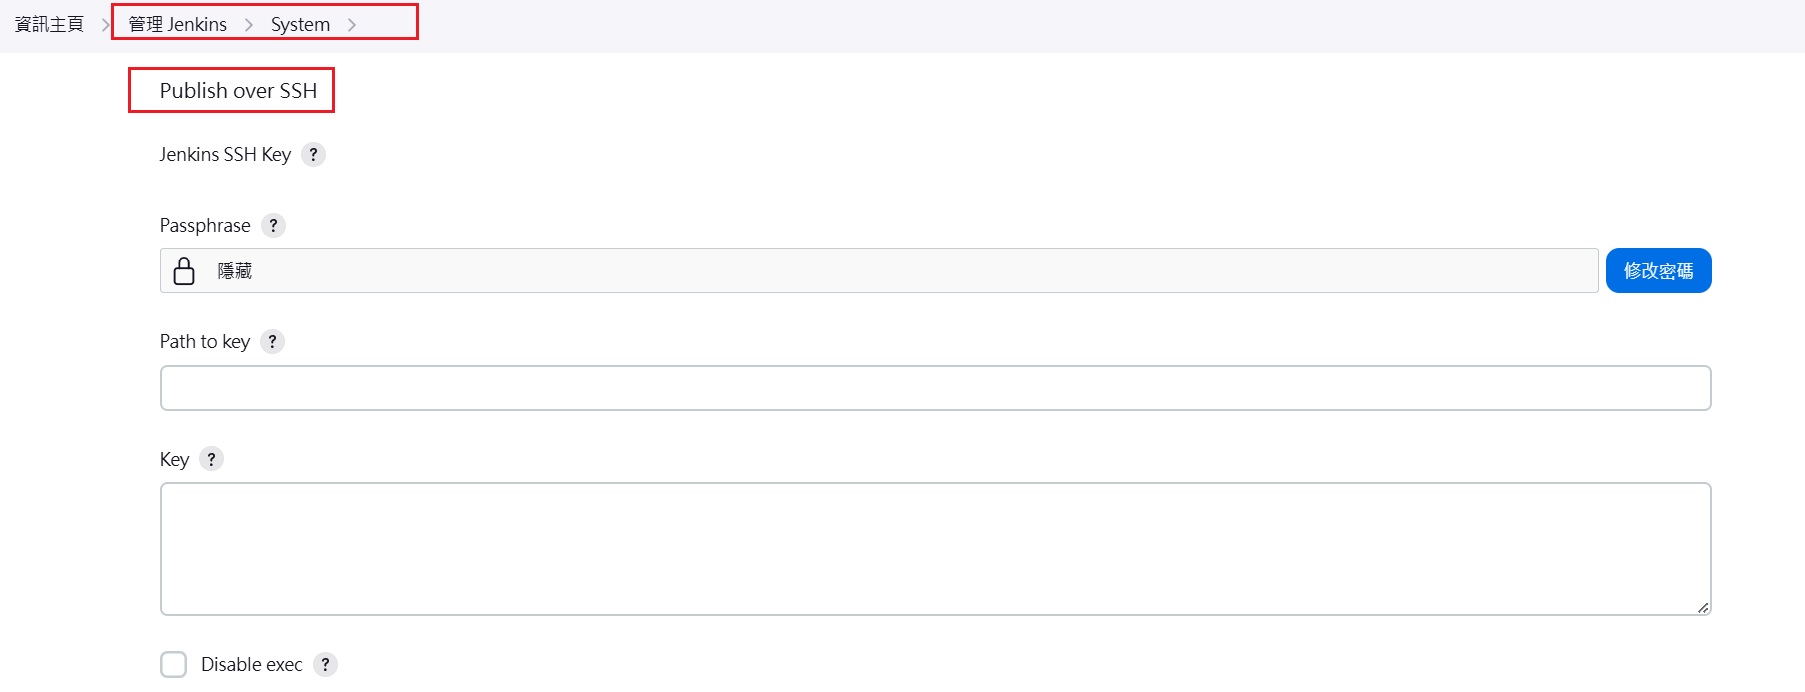 資訊主頁 > 管理 Jenkins > System >
Publish over SSH
Jenkins SSH Key ?
Passphrase ?
隱藏
修改密碼
Path to key ?
Key ?
Disable exec ?